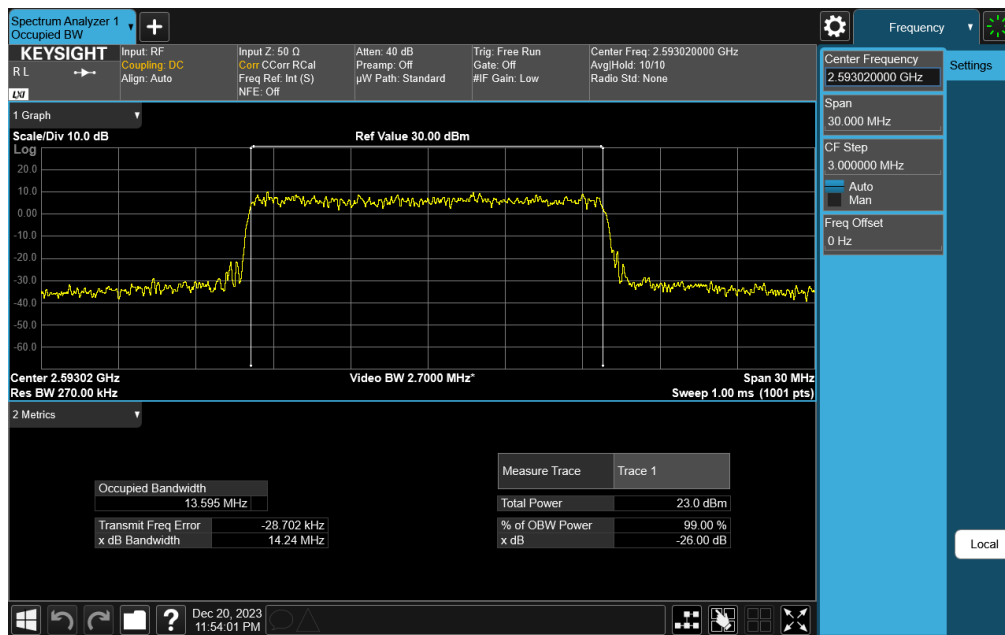 Spectrum Analyzer 1
Occupied BW
Frequency
KEYSIGHT
R L
LXI
Input: RF
Coupling: DC
Align: Auto
Input Z: 50 Ω
Corr CCorr RCal
Freq Ref: Int (S)
NFE: Off
Atten: 40 dB
Preamp: Off
µW Path: Standard
Trig: Free Run
Gate: Off
#IF Gain: Low
Center Freq: 2.593020000 GHz
Avg|Hold: 10/10
Radio Std: None
Center Frequency
2.593020000 GHz
Settings
Span
30.000 MHz
CF Step
3.000000 MHz
Auto
Man
Freq Offset
0 Hz
1 Graph
Scale/Div 10.0 dB
Ref Value 30.00 dBm
Log
20.0
10.0
0.00
-10.0
-20.0
-30.0
-40.0
-50.0
-60.0
Center 2.59302 GHz
Video BW 2.7000 MHz*
Span 30 MHz
Res BW 270.00 kHz
Sweep 1.00 ms (1001 pts)
2 Metrics
Occupied Bandwidth
13.595 MHz
Transmit Freq Error -28.702 kHz
x dB Bandwidth 14.24 MHz
Measure Trace Trace 1
Total Power 23.0 dBm
% of OBW Power 99.00 %
x dB -26.00 dB
Local
?
Dec 20, 2023
11:54:01 PM